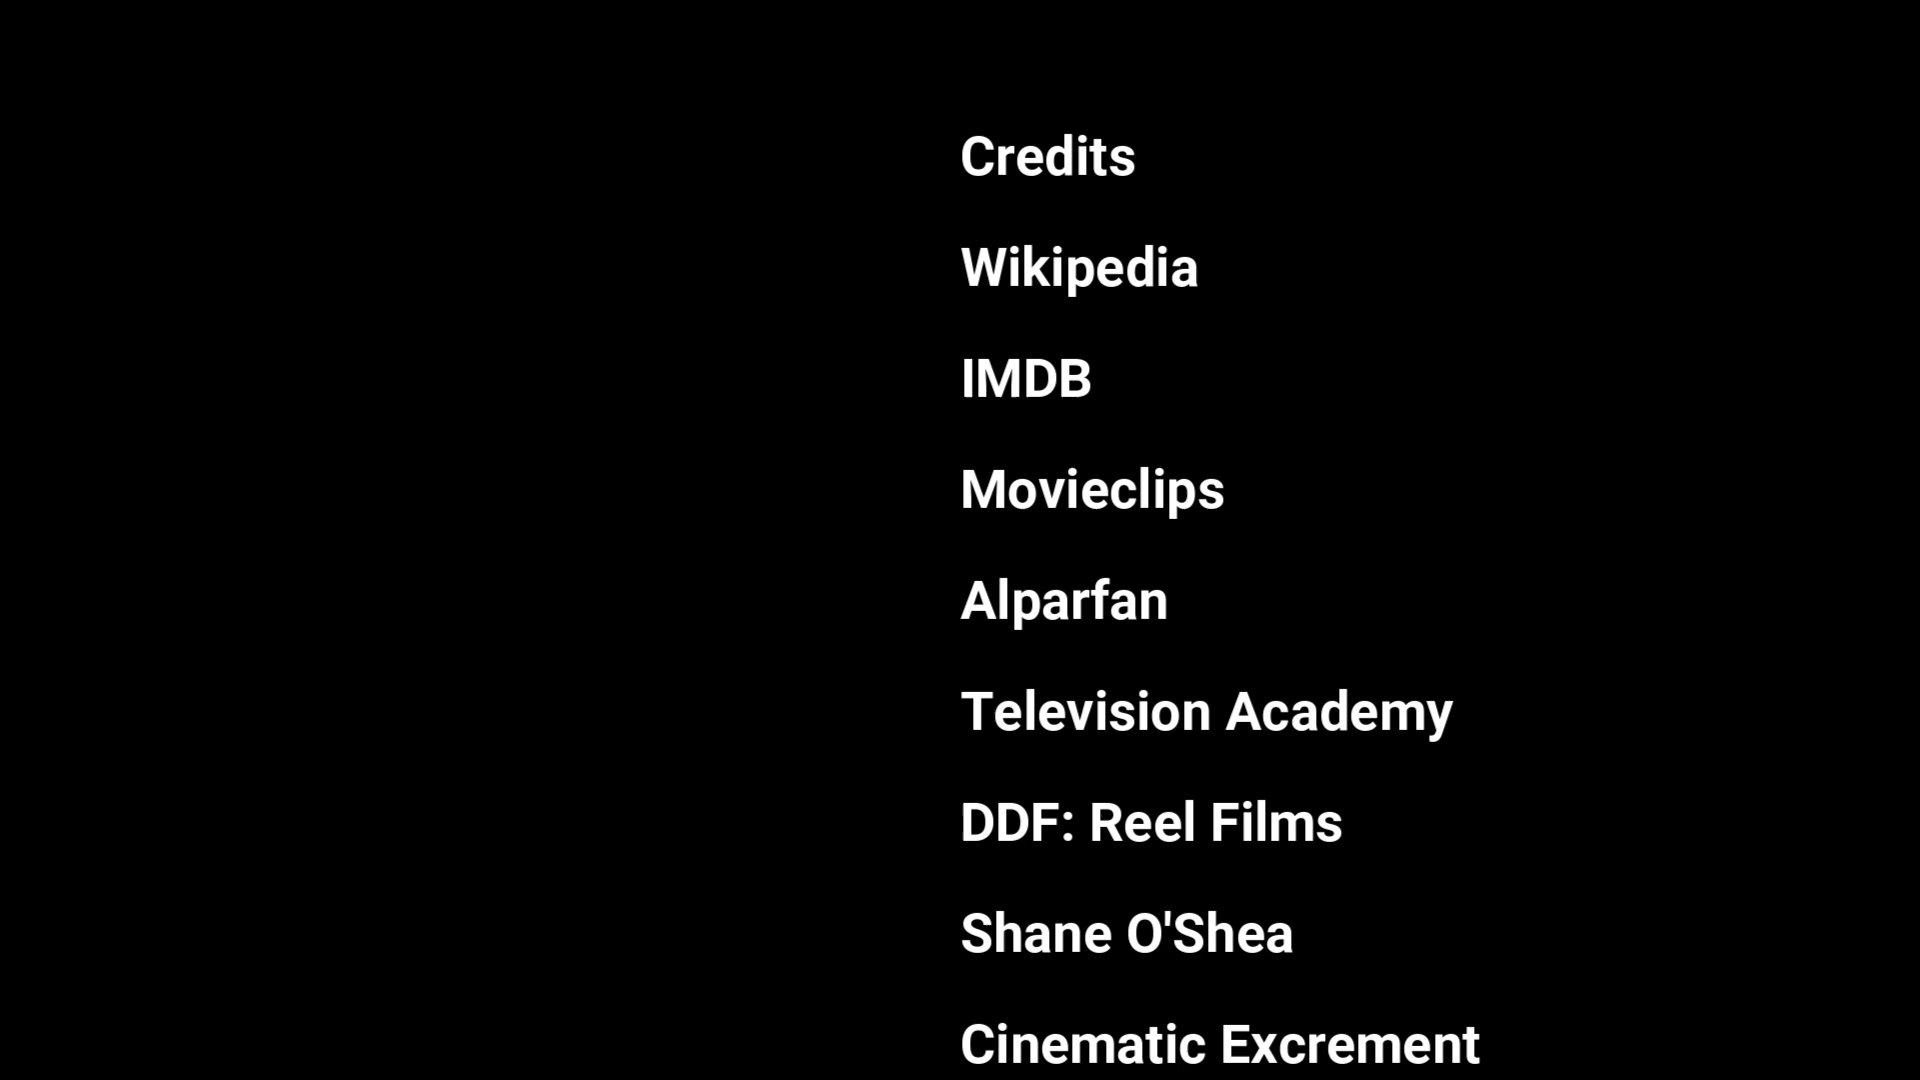 Credits
Wikipedia
IMDB
Movieclips
Alparfan
Television Academy
DDF: Reel Films
Shane O'Shea
Cinematic Excrement